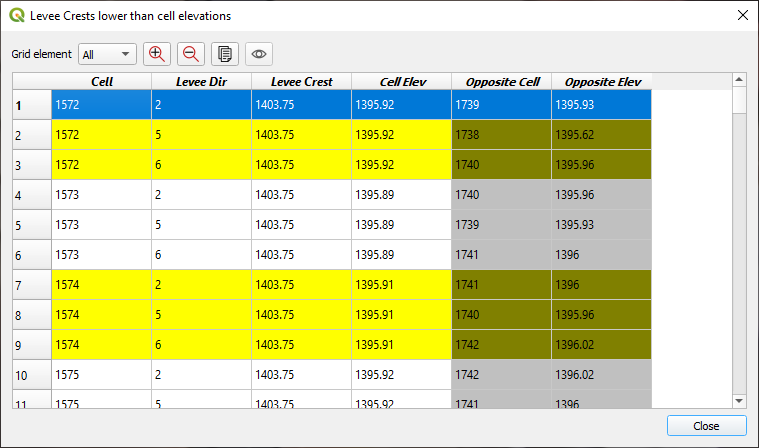 Levee Crests lower than cell elevations
Grid element All
Cell Levee Dir Levee Crest Cell Elev Opposite Cell Opposite Elev
1 1572 2 1403.75 1395.92 1739 1395.93
2 1572 5 1403.75 1395.92 1738 1395.62
3 1572 6 1403.75 1395.92 1740 1395.96
4 1573 2 1403.75 1395.89 1740 1395.96
5 1573 5 1403.75 1395.89 1739 1395.93
6 1573 6 1403.75 1395.89 1741 1396
7 1574 2 1403.75 1395.91 1741 1396
8 1574 5 1403.75 1395.91 1740 1395.96
9 1574 6 1403.75 1395.91 1742 1396.02
10 1575 2 1403.75 1395.92 1742 1396.02
11 1575 5 1403.75 1395.92 1741 1396
Close